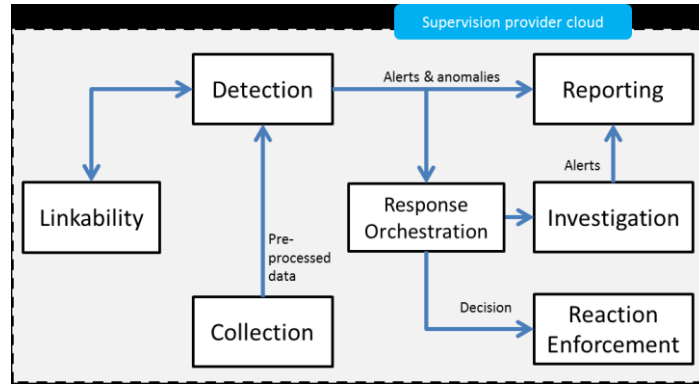 Supervision provider cloud
Detection
Alerts & anomalies
Reporting
Linkability
Response
Orchestration
Alerts
Investigation
Pre-
processed
data
Collection
Decision
Reaction
Enforcement